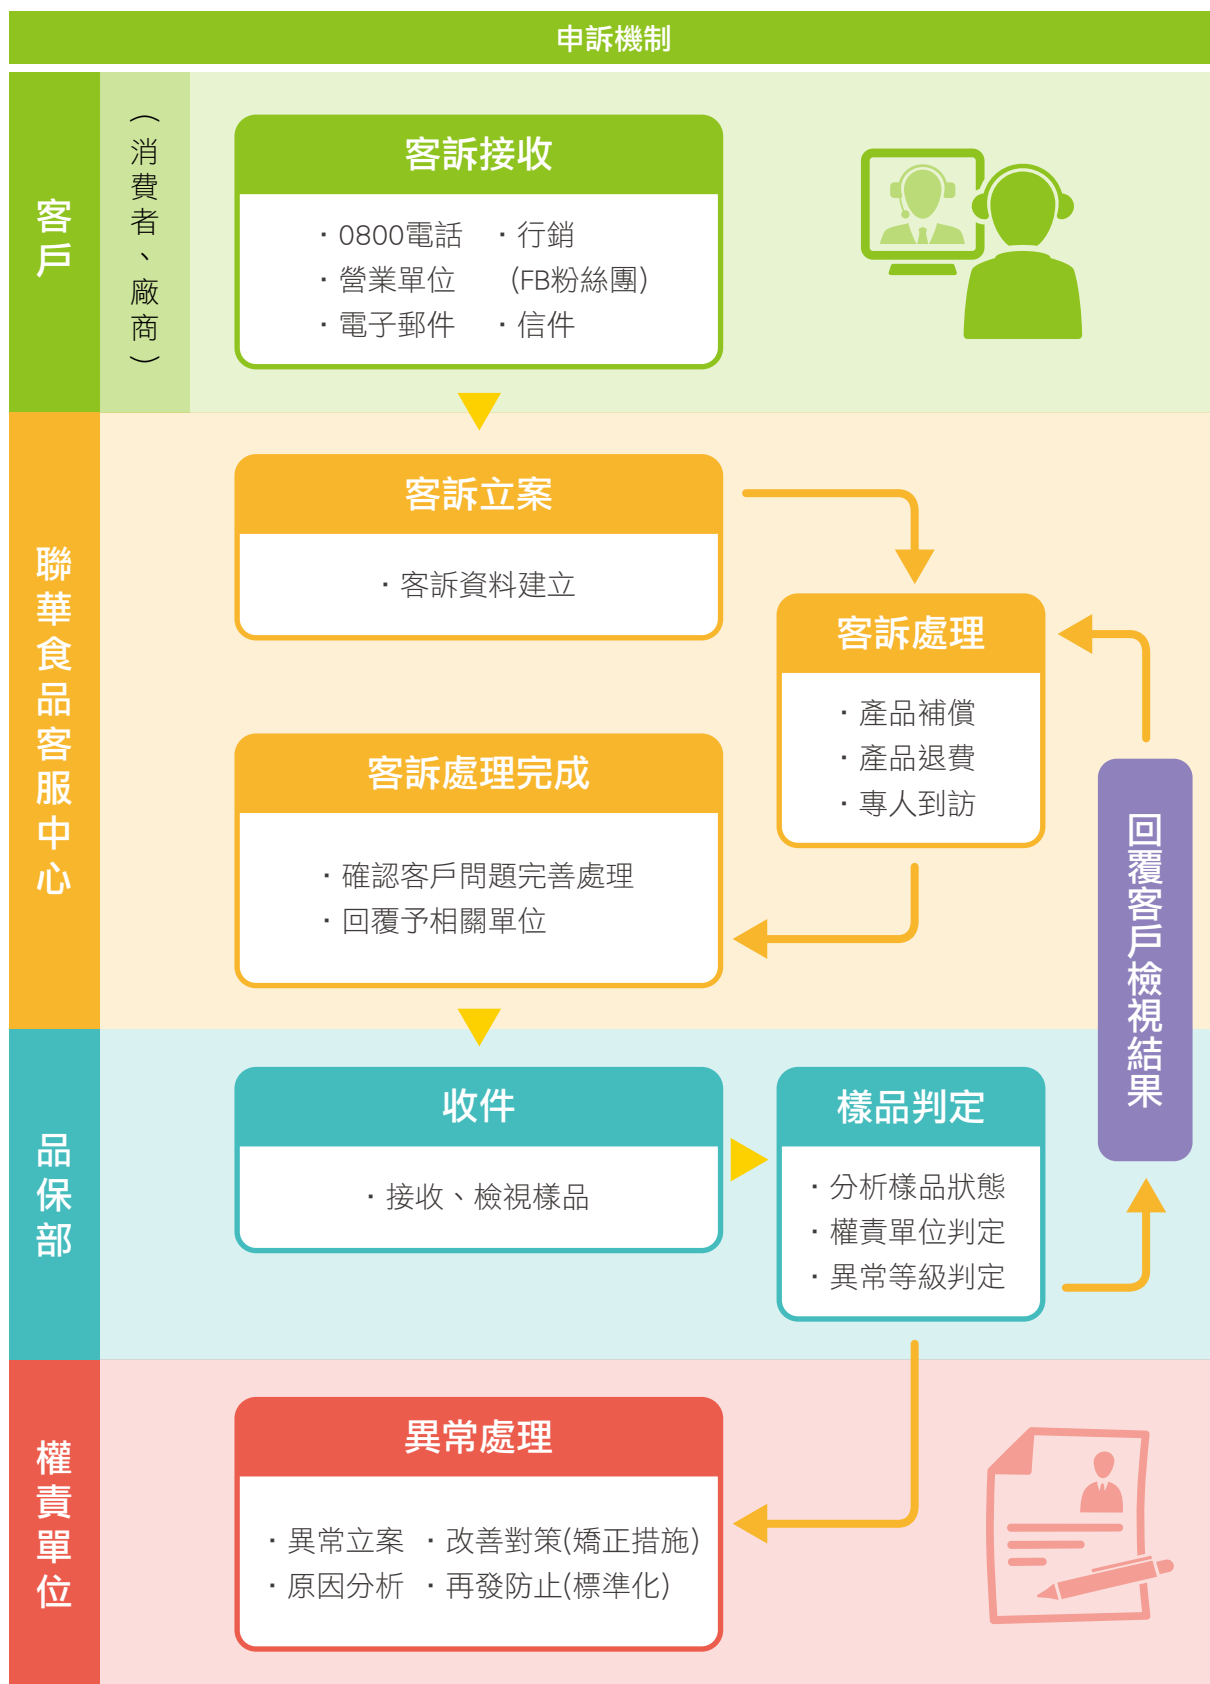 申訴機制
客戶
（消費者、廠商）
客訴接收
・0800電話
・營業單位
・電子郵件
・行銷
(FB粉絲團)
・信件
聯華食品客服中心
客訴立案
・客訴資料建立
客訴處理
・產品補償
・產品退費
・專人到訪
客訴處理完成
・確認客戶問題完善處理
・回覆予相關單位
回覆客戶檢視結果
品保部
收件
・接收、檢視樣品
樣品判定
・分析樣品狀態
・權責單位判定
・異常等級判定
權責單位
異常處理
・異常立案
・原因分析
・改善對策(矯正措施)
・再發防止(標準化)